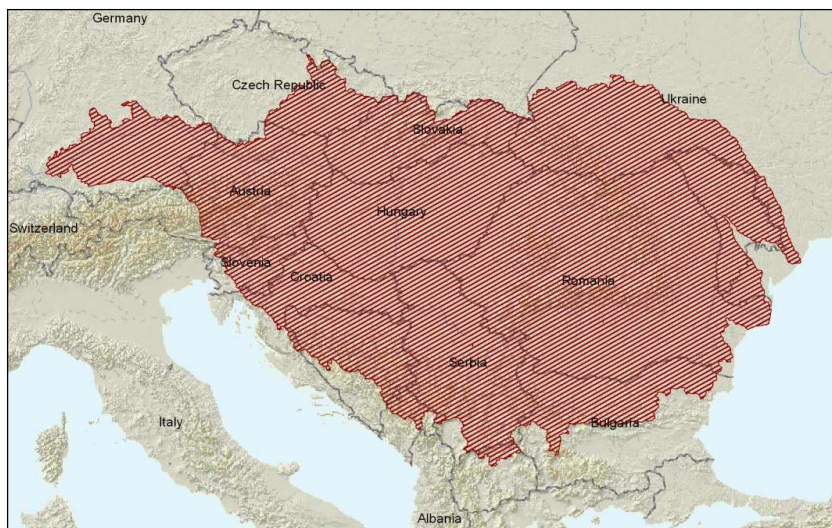 Germany
Czech Republic
Ukraine
Slovakia
Austria
Hungary
Switzerland
Slovenia
Croatia
Romania
Serbia
Italy
Bulgaria
Albania